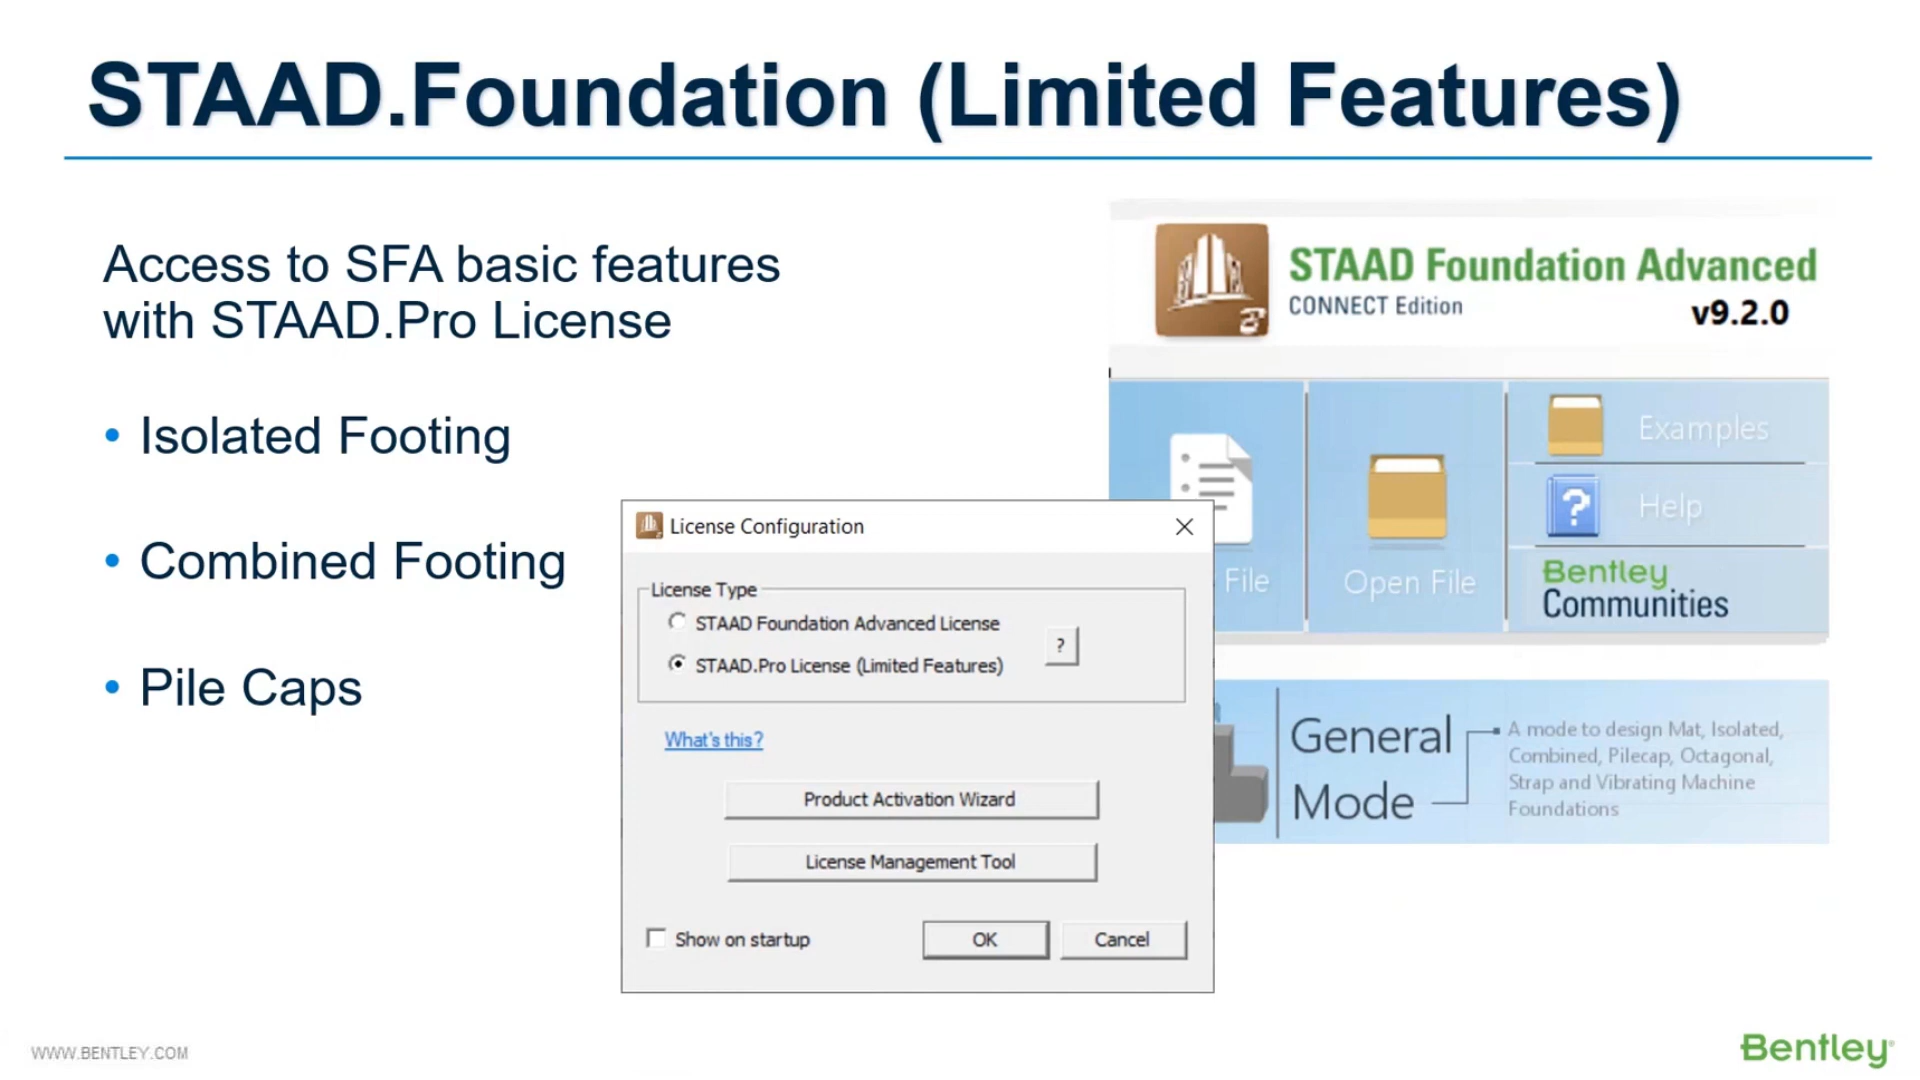 STAAD.Foundation (Limited Features)
Access to SFA basic features
with STAAD.Pro License
• Isolated Footing
• Combined Footing
• Pile Caps
STAAD Foundation Advanced
CONNECT Edition
v9.2.0
File
Open File
Examples
?
Help
Bentley
Communities
License Configuration
License Type
STAAD Foundation Advanced License
STAAD.Pro License (Limited Features)
?
What's this?
Product Activation Wizard
License Management Tool
Show on startup
OK
Cancel
General
Mode
A mode to design Mat, Isolated,
Combined, Pilecap, Octagonal,
Strap and Vibrating Machine
Foundations
WWW.BENTLEY.COM
Bentley®